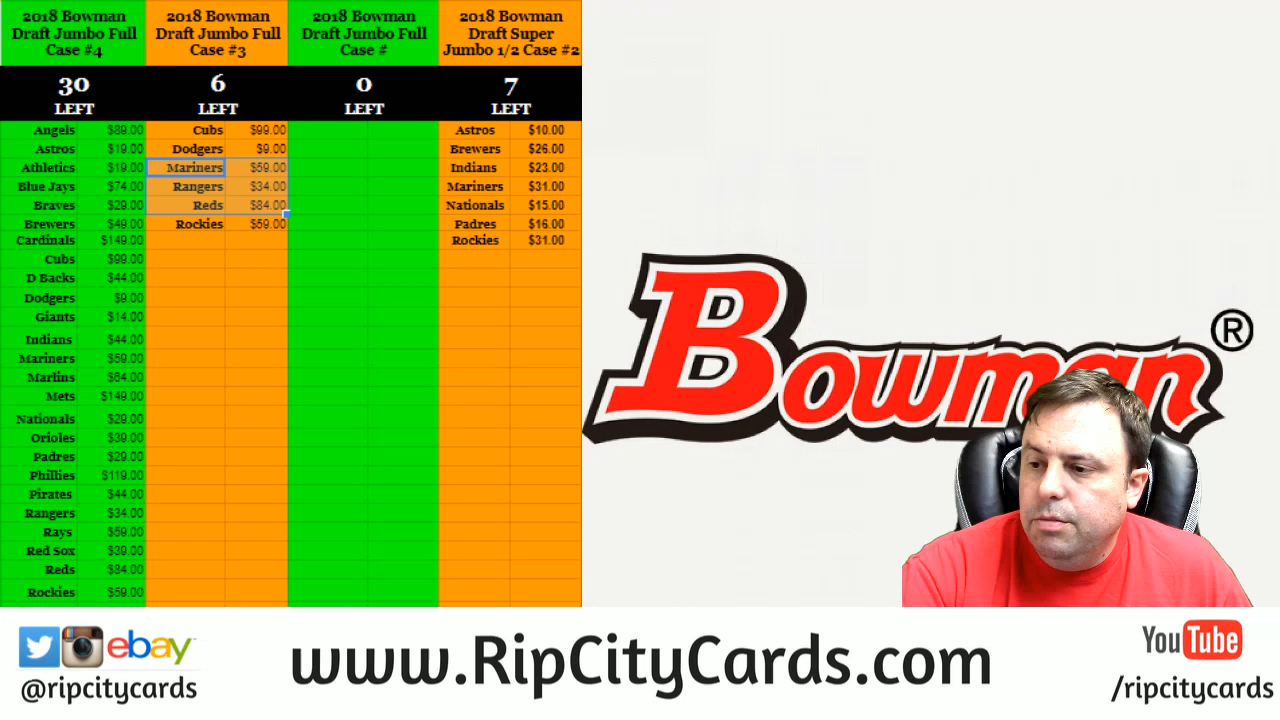 2018 Bowman
Draft Jumbo Full
Case #4
2018 Bowman
Draft Jumbo Full
Case #3
2018 Bowman
Draft Jumbo Full
Case #
2018 Bowman
Draft Super
Jumbo 1/2 Case #2
30
LEFT
6
LEFT
0
LEFT
7
LEFT
Angels $89.00
Astros $19.00
Athletics $19.00
Blue Jays $74.00
Braves $29.00
Brewers $49.00
Cardinals $149.00
Cubs $99.00
D Backs $44.00
Dodgers $9.00
Giants $14.00
Indians $44.00
Mariners $59.00
Marlins $64.00
Mets $149.00
Nationals $29.00
Orioles $39.00
Padres $29.00
Phillies $119.00
Pirates $44.00
Rangers $34.00
Rays $59.00
Red Sox $39.00
Reds $84.00
Rockies $59.00
Cubs $99.00
Dodgers $9.00
Mariners $59.00
Rangers $34.00
Reds $84.00
Rockies $59.00
Astros $10.00
Brewers $26.00
Indians $23.00
Mariners $31.00
Nationals $15.00
Padres $16.00
Rockies $31.00
Bowman ®
ebay™
@ripcitycards
www.RipCityCards.com
YouTube
/ripcitycards